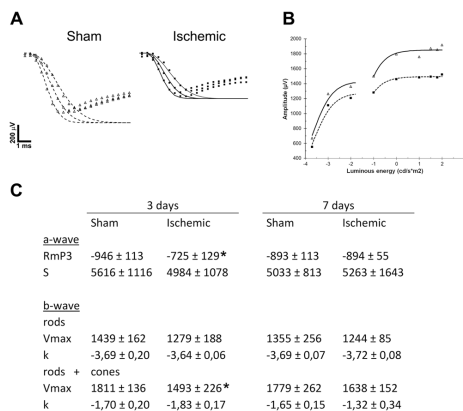 A
Sham
Ischemic
200 µV
1 ms
B
Amplitude (µV)
2000
1800
1600
1400
1200
1000
800
600
400
-4
-3
-2
-1
0
1
2
Luminous energy (cd/s*m2)
C
3 days
7 days
Sham
Ischemic
Sham
Ischemic
a-wave
RmP3 -946 ± 113 -725 ± 129* -893 ± 113 -894 ± 55
S 5616 ± 1116 4984 ± 1078 5033 ± 813 5263 ± 1643
b-wave
rods
Vmax 1439 ± 162 1279 ± 188 1355 ± 256 1244 ± 85
k -3,69 ± 0,20 -3,64 ± 0,06 -3,69 ± 0,07 -3,72 ± 0,08
rods + cones
Vmax 1811 ± 136 1493 ± 226* 1779 ± 262 1638 ± 152
k -1,70 ± 0,20 -1,83 ± 0,17 -1,65 ± 0,15 -1,32 ± 0,34